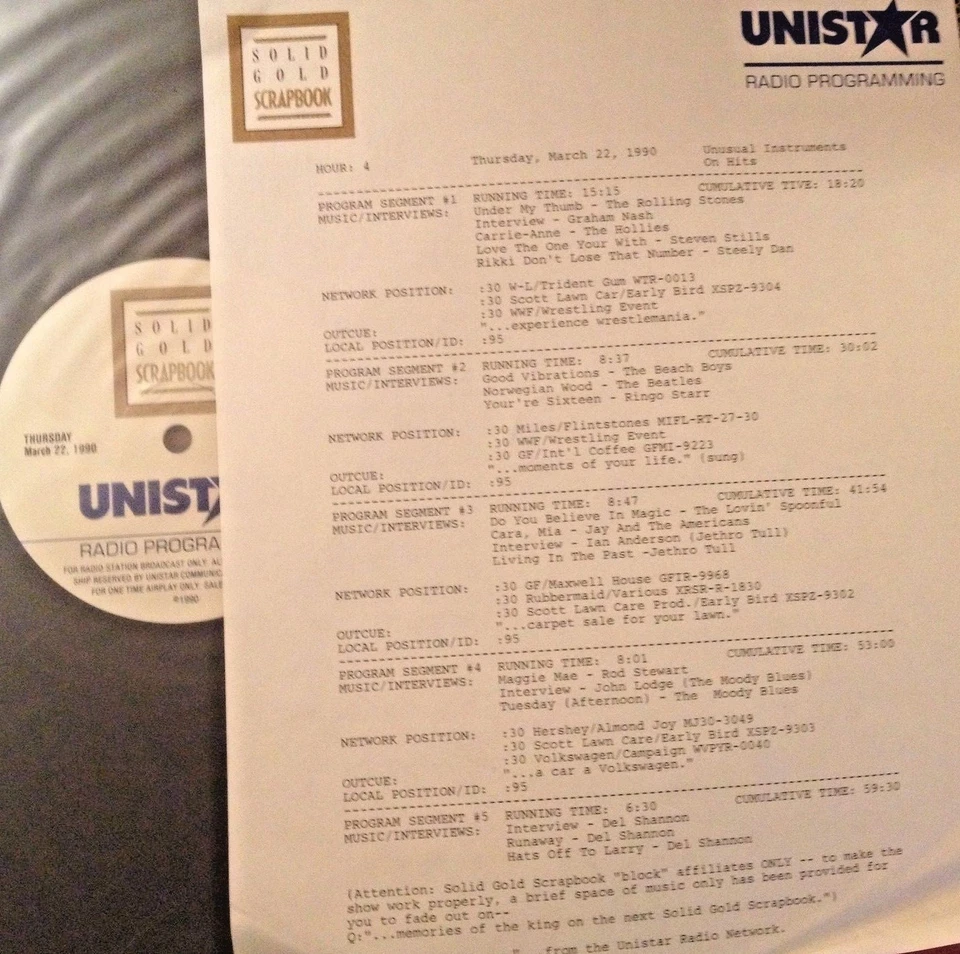 SOLID
GOLD
SCRAPBOOK
UNISTAR
RADIO PROGRAMMING
HOUR: 4 Thursday, March 22, 1990 Unusual Instruments
On Hits
PROGRAM SEGMENT #1 RUNNING TIME: 15:15 CUMULATIVE TIVE: 18:20
MUSIC/INTERVIEWS: Under My Thumb - The Rolling Stones
Interview - Graham Nash
Carrie-Anne - The Hollies
Love The One Your With - Steven Stills
Rikki Don't Lose That Number - Steely Dan
NETWORK POSITION: :30 W-L/Trident Gum WTR-0013
:30 Scott Lawn Car/Early Bird XSPZ-9304
:30 WWF/Wrestling Event
OUTCUE: "...experience wrestlemania."
LOCAL POSITION/ID: :95
PROGRAM SEGMENT #2 RUNNING TIME: 8:37 CUMULATIVE TIME: 30:02
MUSIC/INTERVIEWS: Good Vibrations - The Beach Boys
Norwegian Wood - The Beatles
Your're Sixteen - Ringo Starr
NETWORK POSITION: :30 Miles/Flintstones MIFL-RT-27-30
:30 WWF/Wrestling Event
:30 GF/Int'l Coffee GFMI-9223
OUTCUE: "...moments of your life." (sung)
LOCAL POSITION/ID: :95
PROGRAM SEGMENT #3 RUNNING TIME: 8:47 CUMULATIVE TIME: 41:54
MUSIC/INTERVIEWS: Do You Believe In Magic - The Lovin' Spoonful
Cara, Mia - Jay And The Americans
Interview - Ian Anderson (Jethro Tull)
Living In The Past -Jethro Tull
NETWORK POSITION: :30 GF/Maxwell House GFIR-9968
:30 Rubbermaid/Various XRSR-R-1830
:30 Scott Lawn Care Prod./Early Bird XSPZ-9302
OUTCUE: "...carpet sale for your lawn."
LOCAL POSITION/ID: :95
PROGRAM SEGMENT #4 RUNNING TIME: 8:01 CUMULATIVE TIME: 53:00
MUSIC/INTERVIEWS: Maggie Mae - Rod Stewart
Interview - John Lodge (The Moody Blues)
Tuesday (Afternoon) - The Moody Blues
NETWORK POSITION: :30 Hershey/Almond Joy MJ30-3049
:30 Scott Lawn Care/Early Bird XSPZ-9303
:30 Volkswagen/Campaign WVPYR-0040
OUTCUE: "...a car a Volkswagen."
LOCAL POSITION/ID: :95
PROGRAM SEGMENT #5 RUNNING TIME: 6:30 CUMULATIVE TIME: 59:30
MUSIC/INTERVIEWS: Interview - Del Shannon
Runaway - Del Shannon
Hats Off To Larry - Del Shannon
(Attention: Solid Gold Scrapbook "block" affiliates ONLY -- to make the
show work properly, a brief space of music only has been provided for
you to fade out on--
Q:"...memories of the king on the next Solid Gold Scrapbook.")
"...from the Unistar Radio Network.
SOLID
GOLD
SCRAPBOOK
THURSDAY
March 22, 1990
UNIST
RADIO PROGRA
FOR RADIO STATION BROADCAST ONLY.
SHIP RESERVED BY UNISTAR COMMUNIC
FOR ONE TIME AIRPLAY ONLY. SALE
©1990